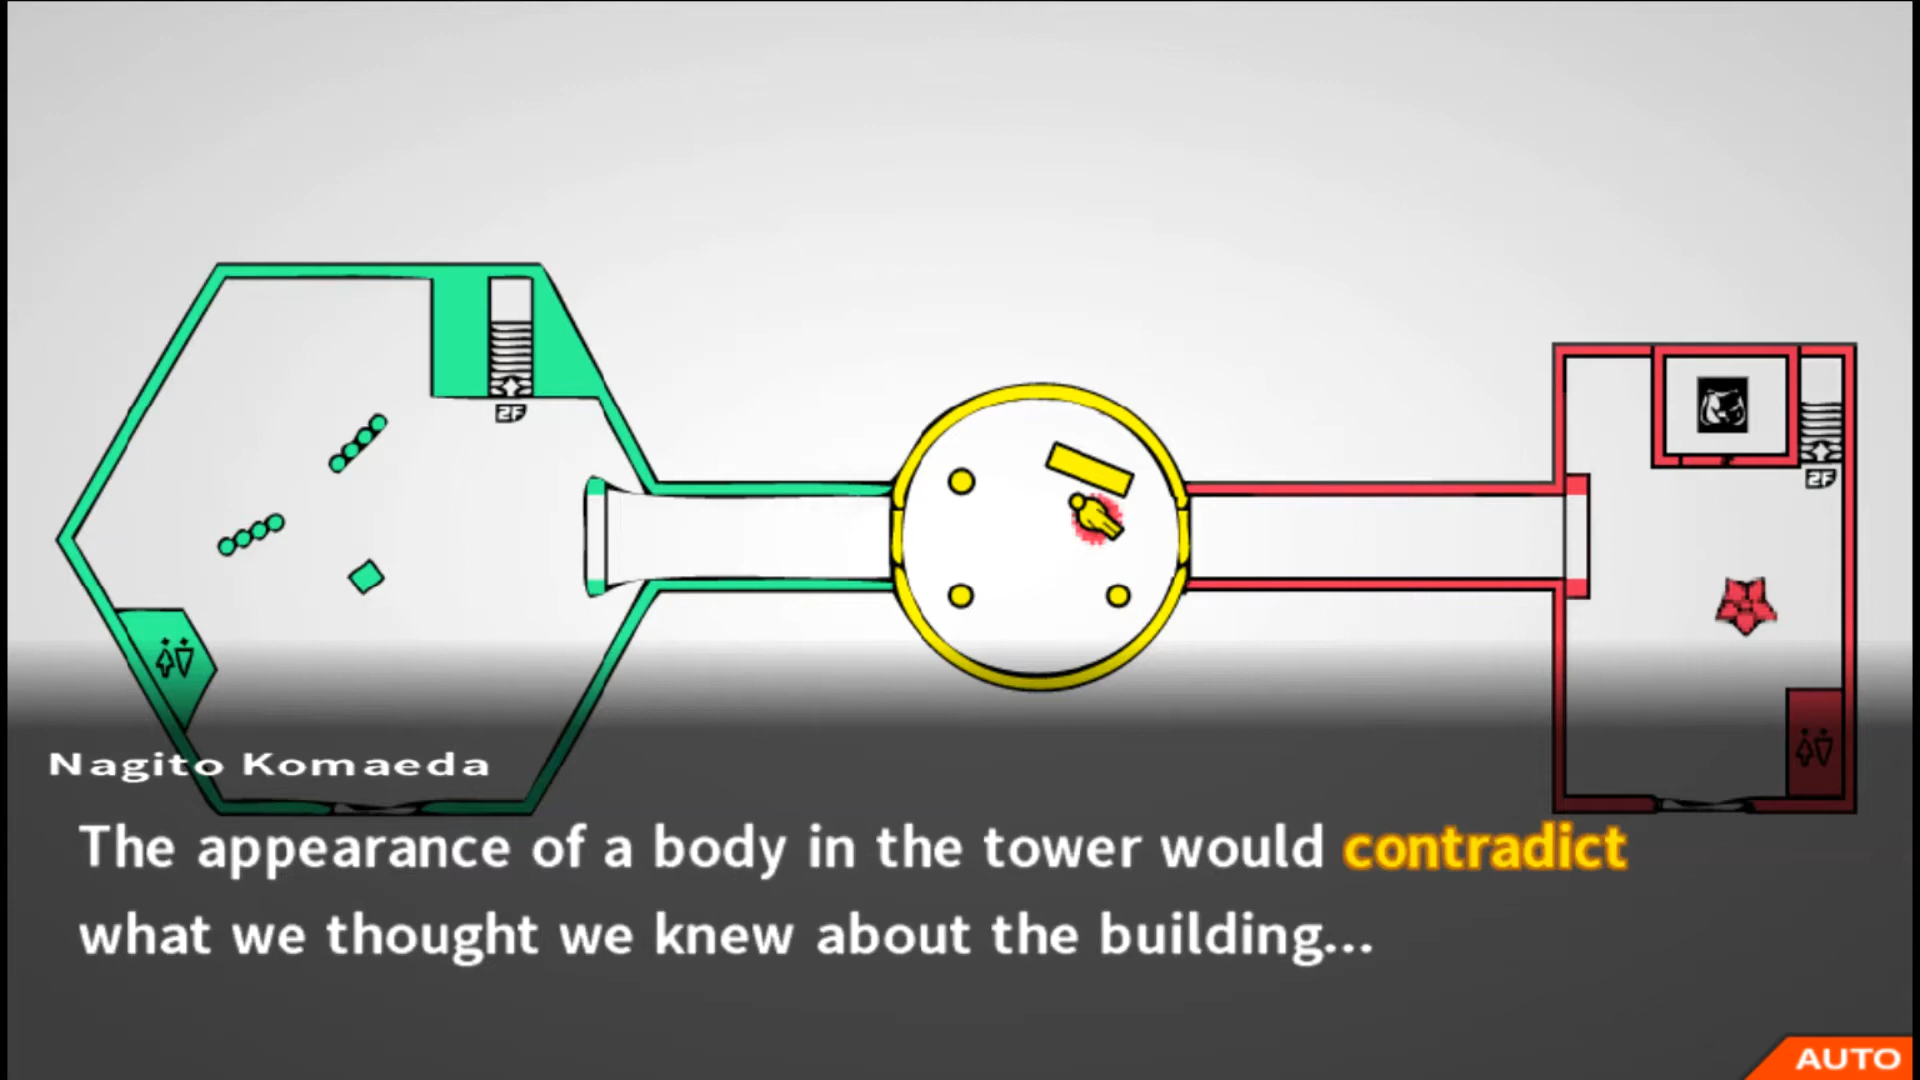 2F
2F
Nagito Komaeda
The appearance of a body in the tower would contradict
what we thought we knew about the building...
AUTO